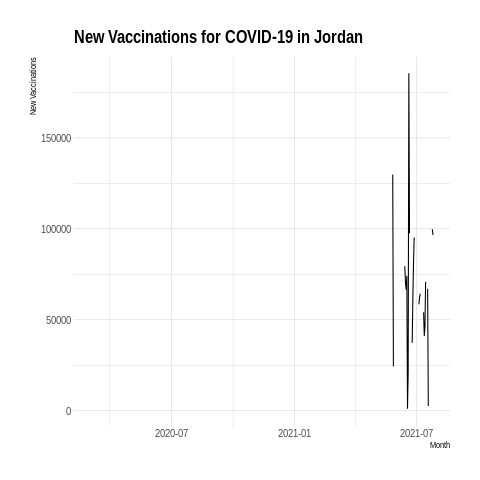 New Vaccinations for COVID-19 in Jordan
New Vaccinations
150000
100000
50000
0
2020-07
2021-01
2021-07
Month